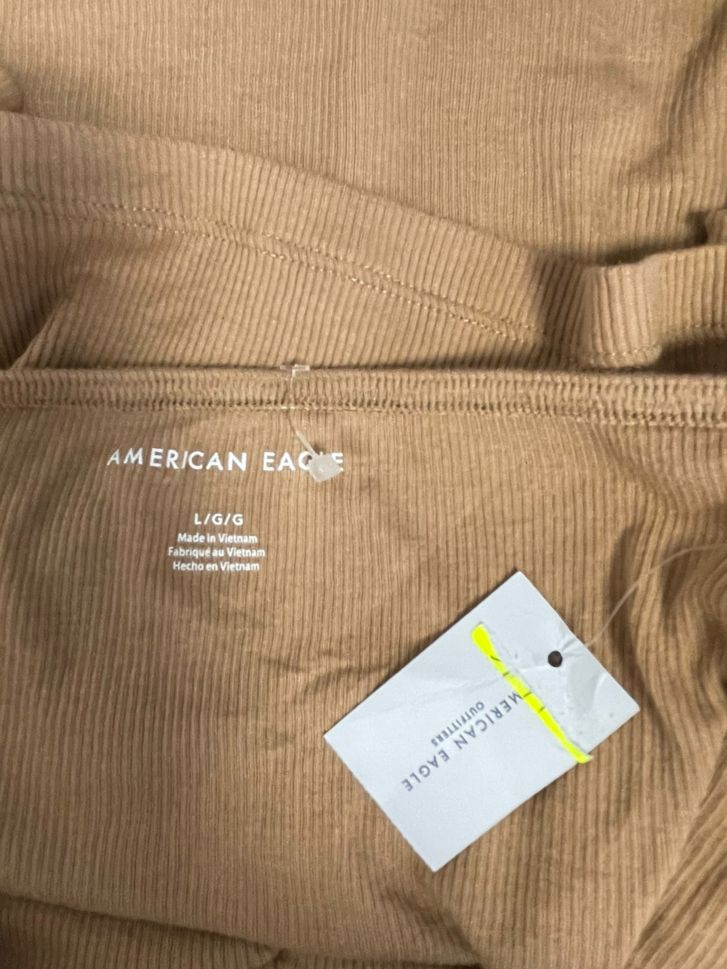 AMERICAN EAGLE
L/G/G
Made in Vietnam
Fabriqué au Vietnam
Hecho en Vietnam
AMERICAN EAGLE
OUTFITTERS